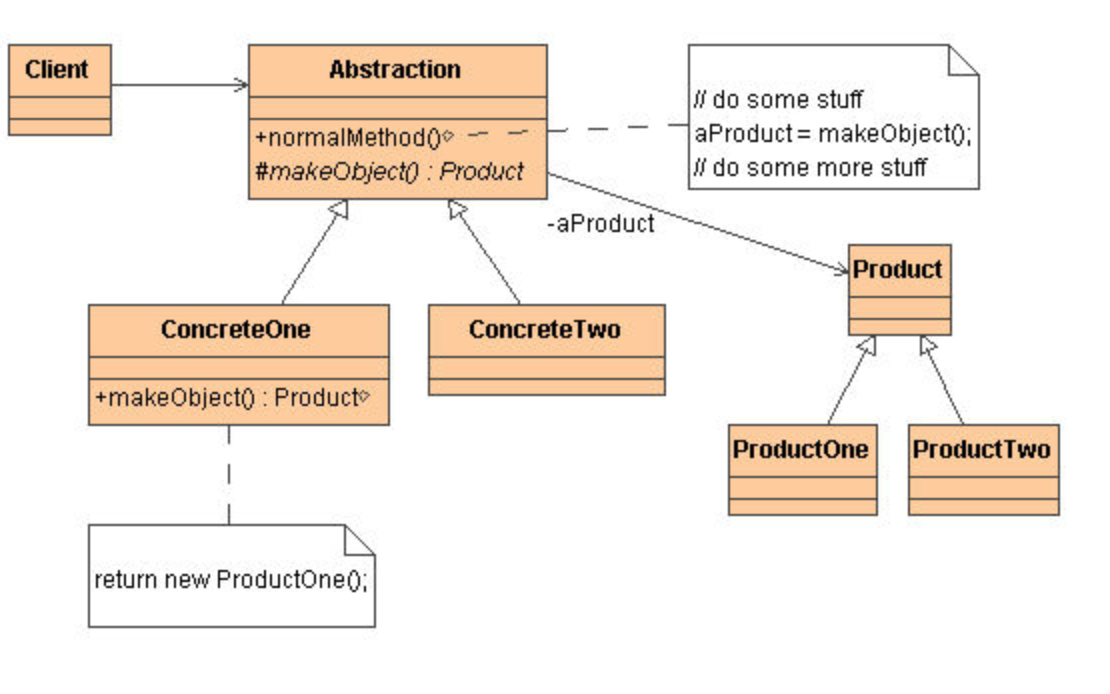 Client
Abstraction
+normalMethod()
#makeObject() : Product
// do some stuff
aProduct = makeObject();
// do some more stuff
-aProduct
Product
ConcreteOne
+makeObject() : Product
ConcreteTwo
ProductOne
ProductTwo
return new ProductOne();